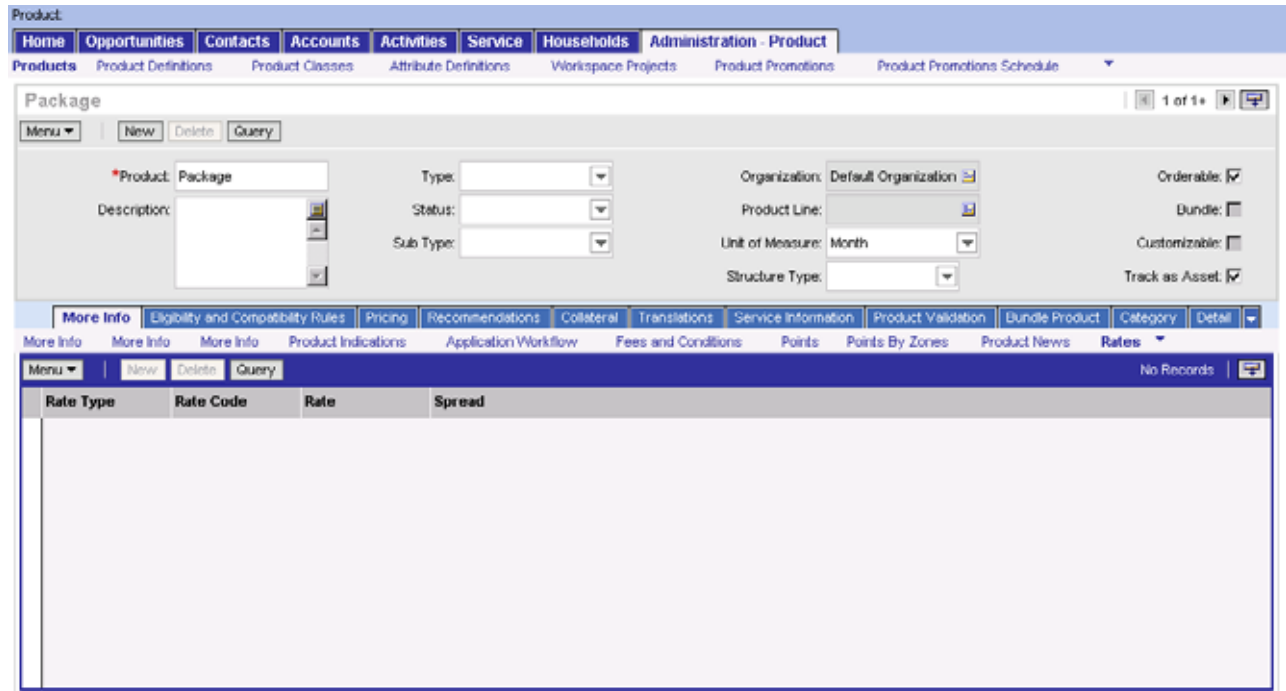 Product:
Home Opportunities Contacts Accounts Activities Service Households Administration - Product
Products Product Definitions Product Classes Attribute Definitions Workspace Projects Product Promotions Product Promotions Schedule
Package 1 of 1+
Menu New Delete Query
*Product: Package Type: Organization: Default Organization Orderable:
Description: Status: Product Line: Bundle:
Sub Type: Unit of Measure: Month Customizable:
Structure Type: Track as Asset:
More Info Eligibility and Compatibility Rules Pricing Recommendations Collateral Translations Service Information Product Validation Bundle Product Category Detail
More Info More Info More Info Product Indications Application Workflow Fees and Conditions Points Points By Zones Product News Rates
Menu New Delete Query No Records
Rate Type Rate Code Rate Spread